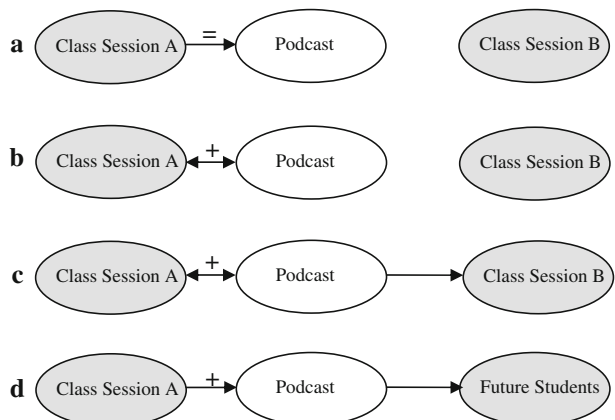 a Class Session A = Podcast Class Session B
b Class Session A + Podcast Class Session B
c Class Session A + Podcast Class Session B
d Class Session A + Podcast Future Students